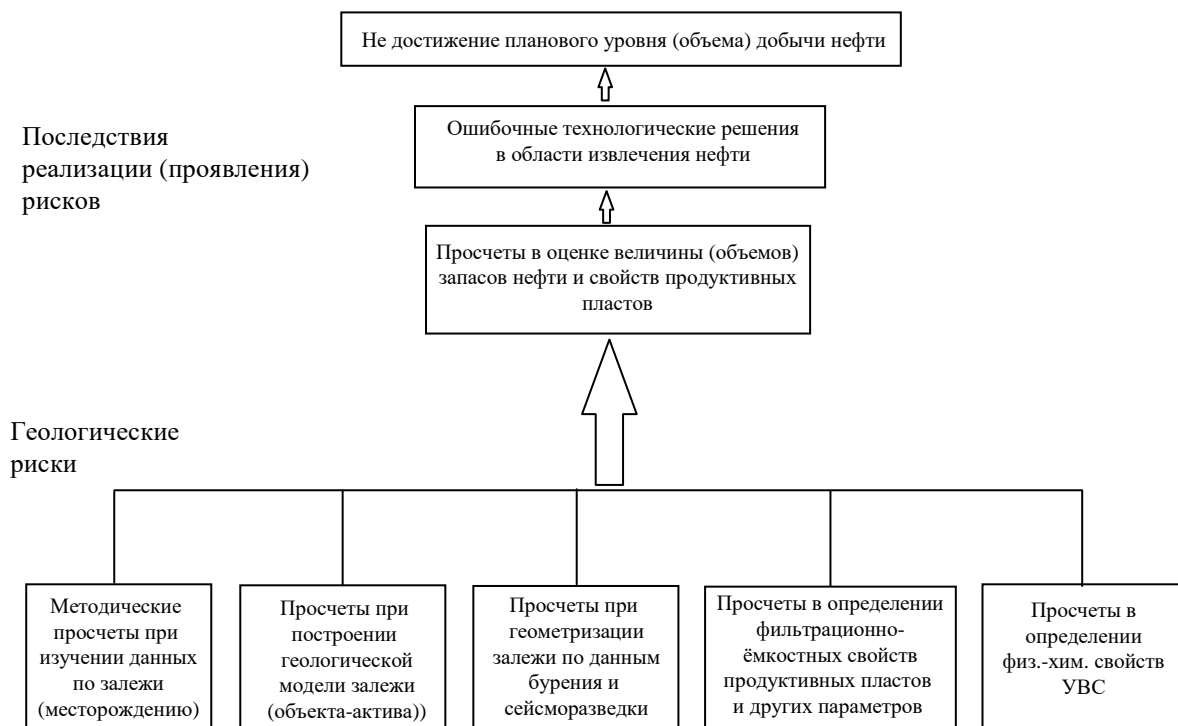 Не достижение планового уровня (объема) добычи нефти
Ошибочные технологические решения
в области извлечения нефти
Последствия
реализации (проявления)
рисков
Просчеты в оценке величины (объемов)
запасов нефти и свойств продуктивных
пластов
Геологические
риски
Методические
просчеты при
изучении данных
по залежи
(месторождению)
Просчеты при
построении
геологической
модели залежи
(объекта-актива))
Просчеты при
геометризации
залежи по данным
бурения и
сейсморазведки
Просчеты в определении
фильтрационно-
ёмкостных свойств
продуктивных пластов
и других параметров
Просчеты в
определении
физ.-хим. свойств
УВС